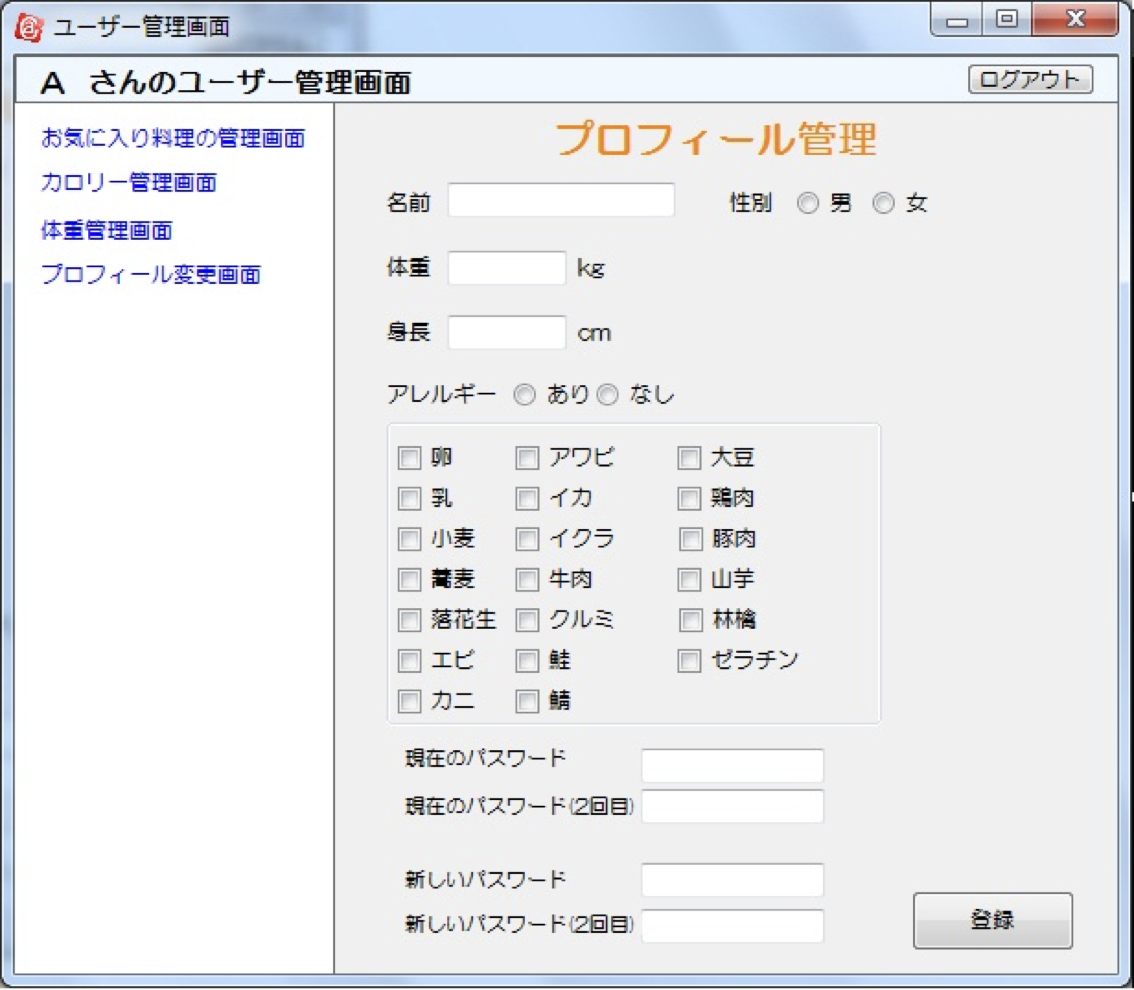 ユーザー管理画面
A さんのユーザー管理画面
ログアウト
お気に入り料理の管理画面
カロリー管理画面
体重管理画面
プロフィール変更画面
プロフィール管理
名前 性別 男 女
体重 kg
身長 cm
アレルギー あり なし
卵 アワビ 大豆
乳 イカ 鶏肉
小麦 イクラ 豚肉
蕎麦 牛肉 山芋
落花生 クルミ 林檎
エビ 鮭 ゼラチン
カニ 鯖
現在のパスワード
現在のパスワード(2回目)
新しいパスワード
新しいパスワード(2回目)
登録